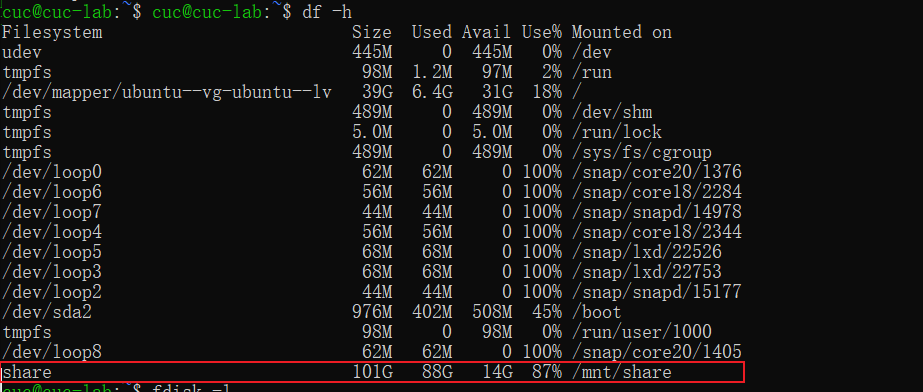 cuc@cuc-lab:~$ cuc@cuc-lab:~$ df -h
Filesystem Size Used Avail Use% Mounted on
udev 445M 0 445M 0% /dev
tmpfs 98M 1.2M 97M 2% /run
/dev/mapper/ubuntu--vg-ubuntu--lv 39G 6.4G 31G 18% /
tmpfs 489M 0 489M 0% /dev/shm
tmpfs 5.0M 0 5.0M 0% /run/lock
tmpfs 489M 0 489M 0% /sys/fs/cgroup
/dev/loop0 62M 62M 0 100% /snap/core20/1376
/dev/loop6 56M 56M 0 100% /snap/core18/2284
/dev/loop7 44M 44M 0 100% /snap/snapd/14978
/dev/loop4 56M 56M 0 100% /snap/core18/2344
/dev/loop5 68M 68M 0 100% /snap/lxd/22526
/dev/loop3 68M 68M 0 100% /snap/lxd/22753
/dev/loop2 44M 44M 0 100% /snap/snapd/15177
/dev/sda2 976M 402M 508M 45% /boot
tmpfs 98M 0 98M 0% /run/user/1000
/dev/loop8 62M 62M 0 100% /snap/core20/1405
share 101G 88G 14G 87% /mnt/share
cuc@cuc-lab:~$ fdisk -l